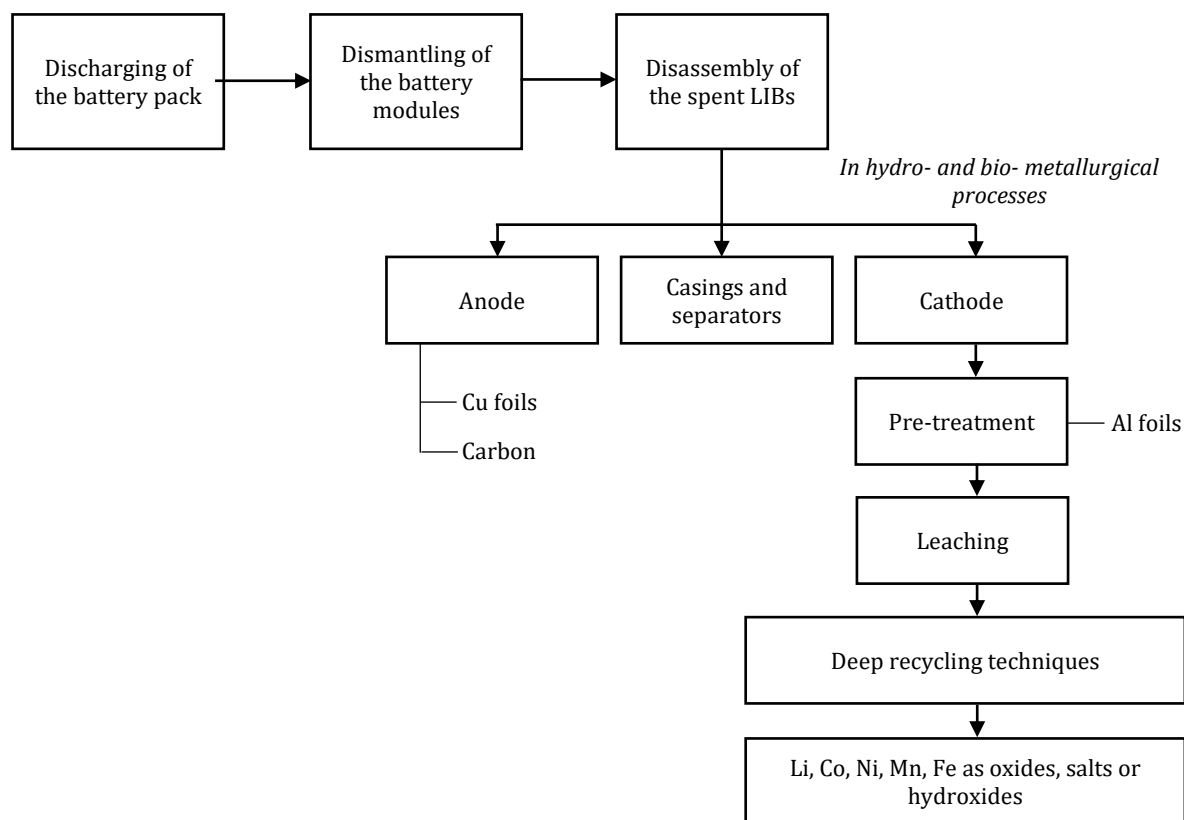 Discharging of
the battery pack
Dismantling of
the battery
modules
Disassembly of
the spent LIBs
In hydro- and bio- metallurgical
processes
Anode
Casings and
separators
Cathode
Cu foils
Carbon
Pre-treatment
Al foils
Leaching
Deep recycling techniques
Li, Co, Ni, Mn, Fe as oxides, salts or
hydroxides